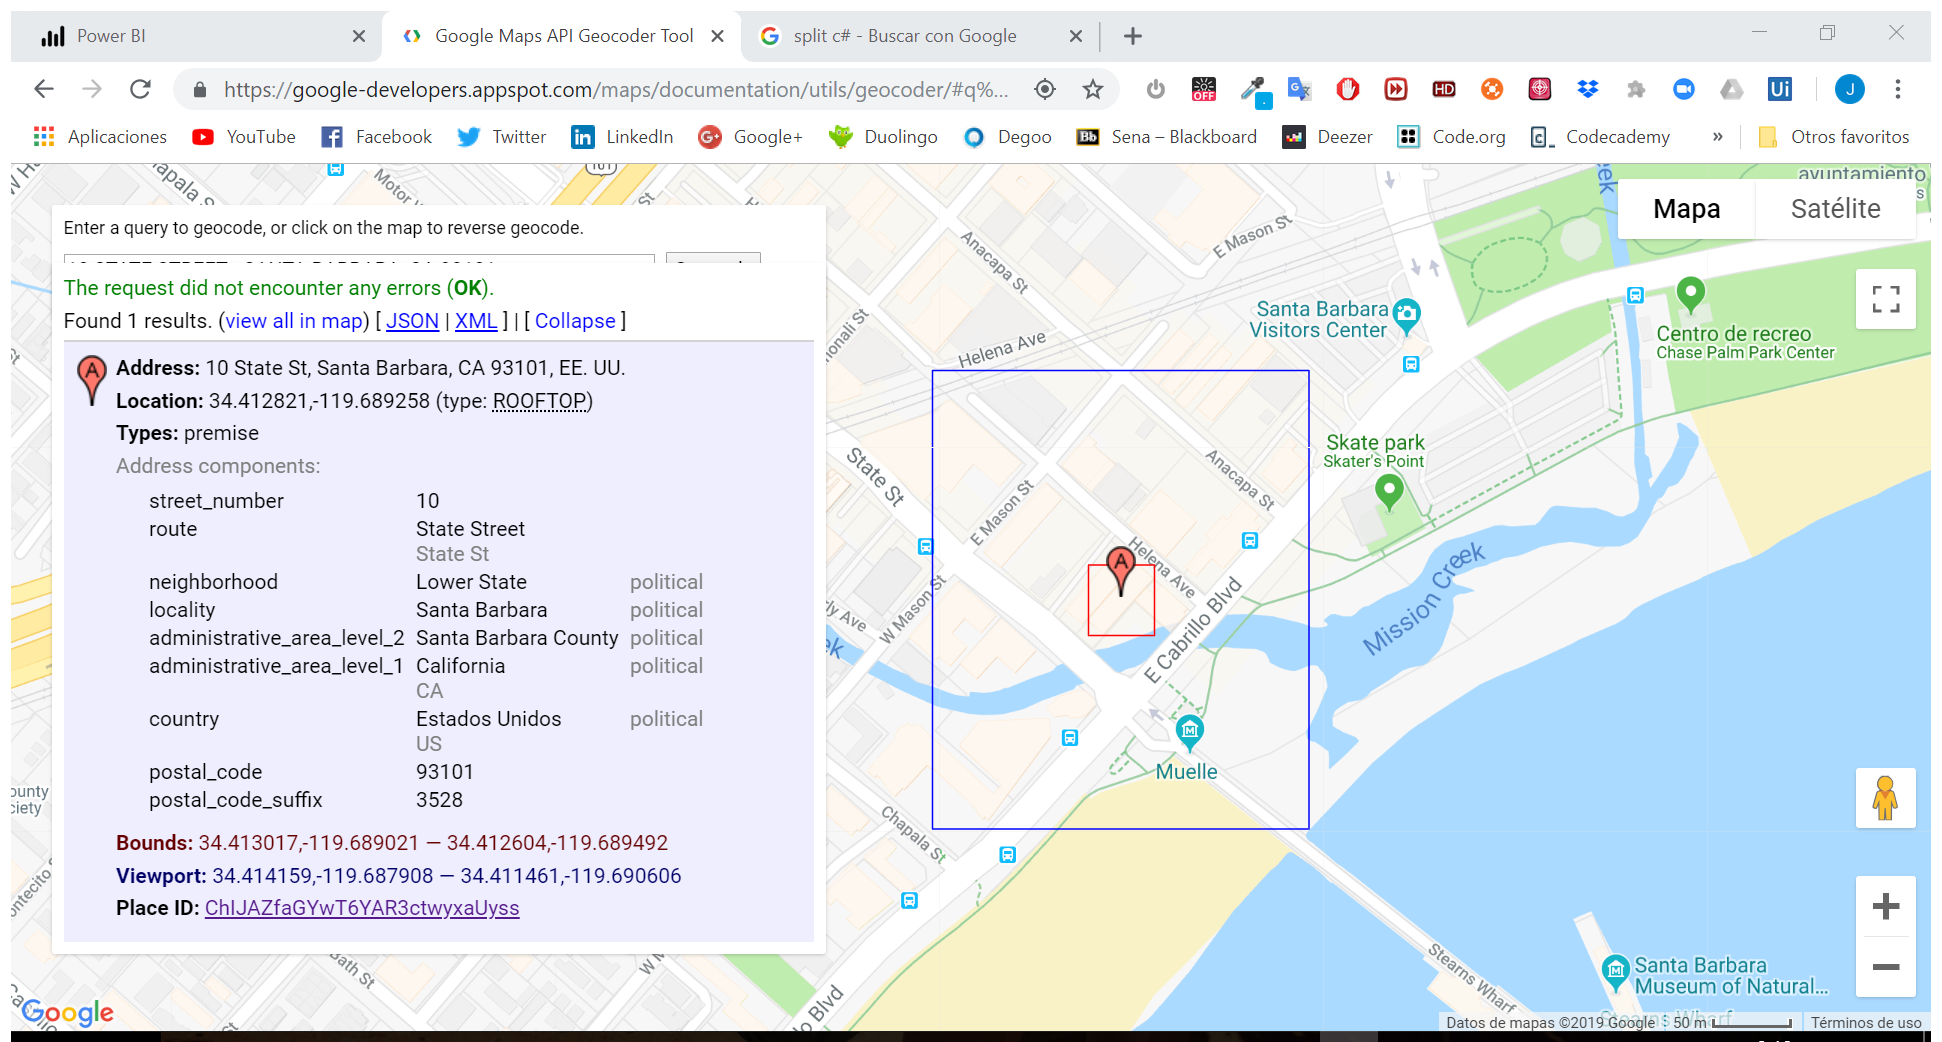 Power BI
Google Maps API Geocoder Tool
split c# - Buscar con Google
https://google-developers.appspot.com/maps/documentation/utils/geocoder/#q%...
OFF
HD
Ui
J
Aplicaciones
YouTube
Facebook
Twitter
LinkedIn
Google+
Duolingo
Degoo
Sena – Blackboard
Deezer
Code.org
Codecademy
»
Otros favoritos
Enter a query to geocode, or click on the map to reverse geocode.
The request did not encounter any errors (OK).
Found 1 results. (view all in map) [ JSON | XML ] | [ Collapse ]
A
Address: 10 State St, Santa Barbara, CA 93101, EE. UU.
Location: 34.412821,-119.689258 (type: ROOFTOP)
Types: premise
Address components:
street_number 10
route State Street
State St
neighborhood Lower State political
locality Santa Barbara political
administrative_area_level_2 Santa Barbara County political
administrative_area_level_1 California political
CA
country Estados Unidos political
US
postal_code 93101
postal_code_suffix 3528
Bounds: 34.413017,-119.689021 — 34.412604,-119.689492
Viewport: 34.414159,-119.687908 — 34.411461,-119.690606
Place ID: ChIJAZfaGYwT6YAR3ctwyxaUyss
Mapa
Satélite
ayuntamiento
E Mason St
Anacapa St
Santa Barbara
Visitors Center
Centro de recreo
Chase Palm Park Center
Helena Ave
Skate park
Skater's Point
State St
Anacapa St
E Mason St
Helena Ave
A
W Mason St
E Cabrillo Blvd
Mission Creek
Muelle
Chapala St
Bath St
Stearns Wharf
Santa Barbara
Museum of Natural...
Stearns Wharf
Google
Datos de mapas ©2019 Google
50 m
Términos de uso